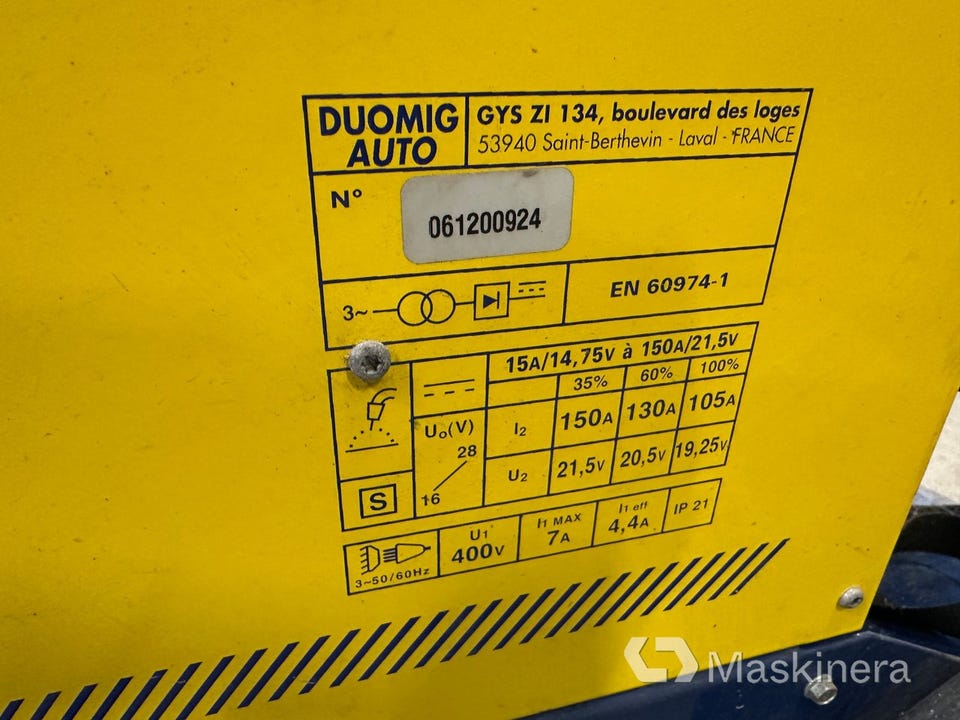 DUOMIG AUTO
GYS ZI 134, boulevard des loges
53940 Saint-Berthevin - Laval - FRANCE
N° 061200924
3~
EN 60974-1
15A/14,75V à 150A/21,5V
35% 60% 100%
U₀(V)
16 28
I₂ 150A 130A 105A
U₂ 21,5V 20,5V 19,25V
S
3~50/60Hz
U1 400V
I1 MAX 7A
I1 eff 4,4A
IP 21
Maskinera